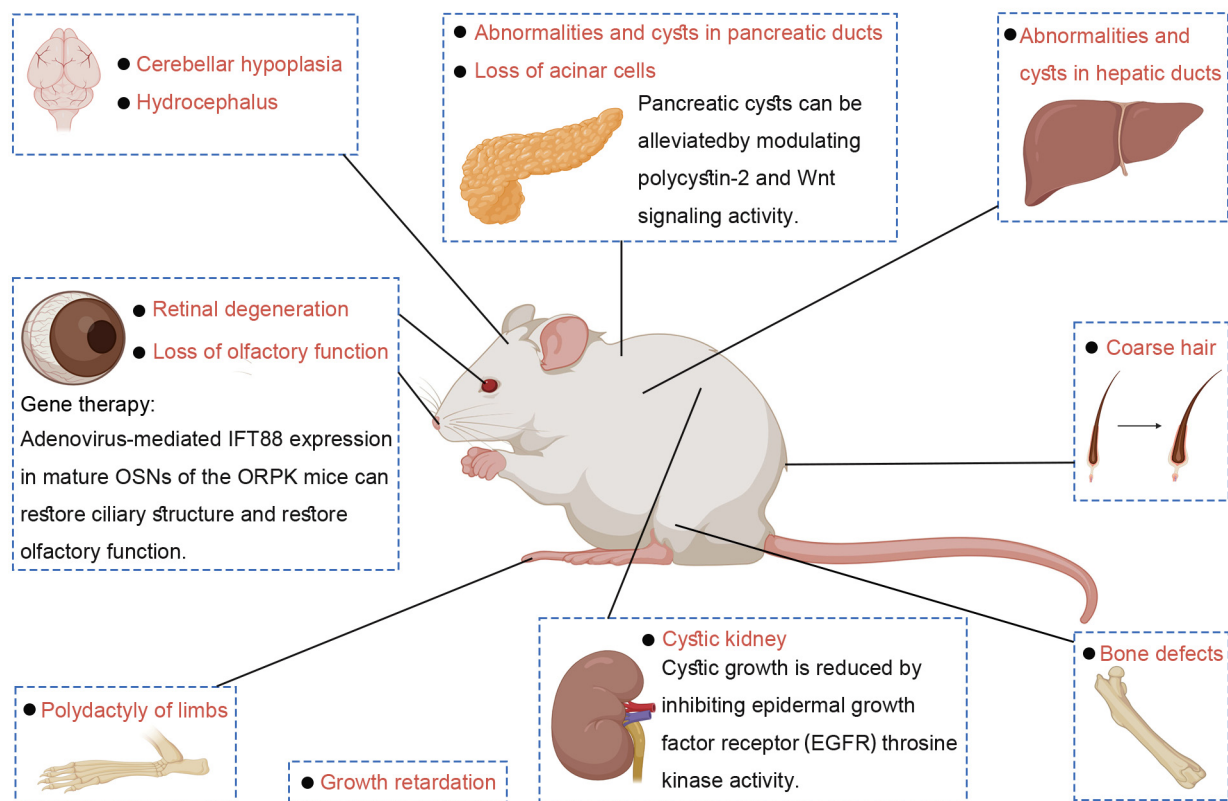 Cerebellar hypoplasia
Hydrocephalus
Abnormalities and cysts in pancreatic ducts
Loss of acinar cells
Pancreatic cysts can be
alleviatedby modulating
polycystin-2 and Wnt
signaling activity.
Abnormalities and
cysts in hepatic ducts
Retinal degeneration
Loss of olfactory function
Gene therapy:
Adenovirus-mediated IFT88 expression
in mature OSNs of the ORPK mice can
restore ciliary structure and restore
olfactory function.
Coarse hair
Cystic kidney
Cystic growth is reduced by
inhibiting epidermal growth
factor receptor (EGFR) throsine
kinase activity.
Bone defects
Polydactyly of limbs
Growth retardation